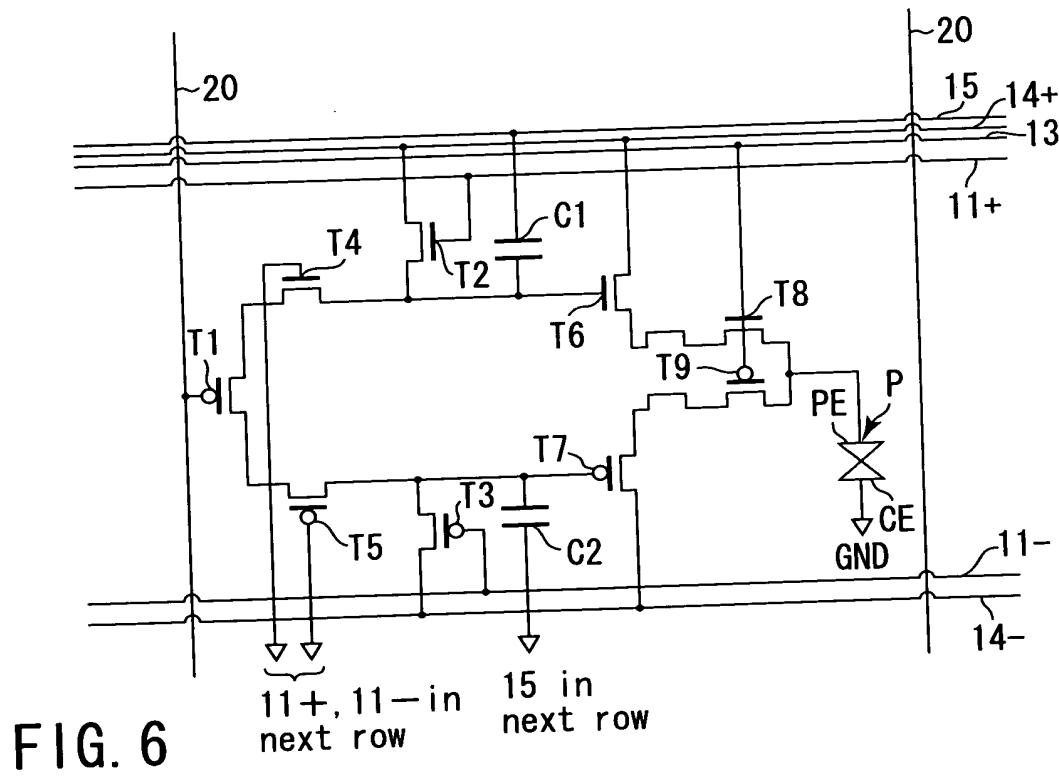 20
20
15
14+
13
11+
C1
T4
T2
T6
T8
T1
T9
P
PE
T7
T3
CE
T5
C2
GND
11-
14-
11+, 11-in
next row
15 in
next row
FIG. 6